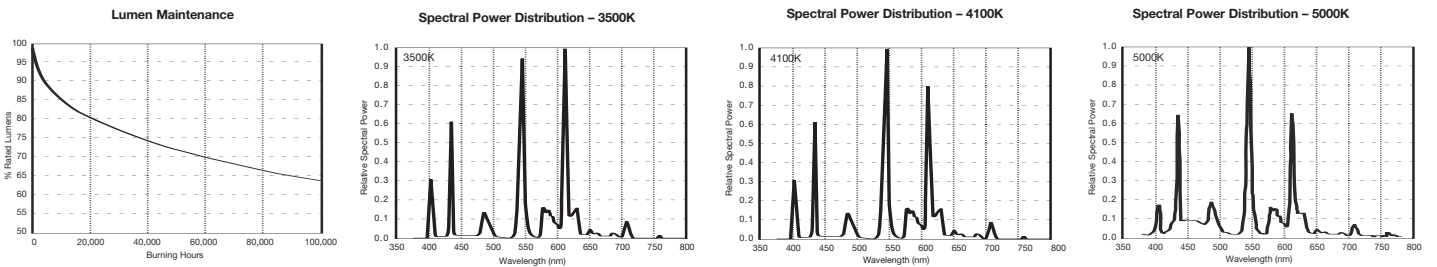 Lumen Maintenance
% Rated Lumens
100
95
90
85
80
75
70
65
60
55
50
0 20,000 40,000 60,000 80,000 100,000
Burning Hours
Spectral Power Distribution – 3500K
3500K
Relative Spectral Power
1.0
0.9
0.8
0.7
0.6
0.5
0.4
0.3
0.2
0.1
0.0
350 400 450 500 550 600 650 700 750 800
Wavelength (nm)
Spectral Power Distribution – 4100K
4100K
Relative Spectral Power
1.0
0.9
0.8
0.7
0.6
0.5
0.4
0.3
0.2
0.1
0.0
350 400 450 500 550 600 650 700 750 800
Wavelength (nm)
Spectral Power Distribution – 5000K
5000K
Relative Spectral Power
1.0
0.9
0.8
0.7
0.6
0.5
0.4
0.3
0.2
0.1
0.0
350 400 450 500 550 600 650 700 750 800
Wavelength (nm)